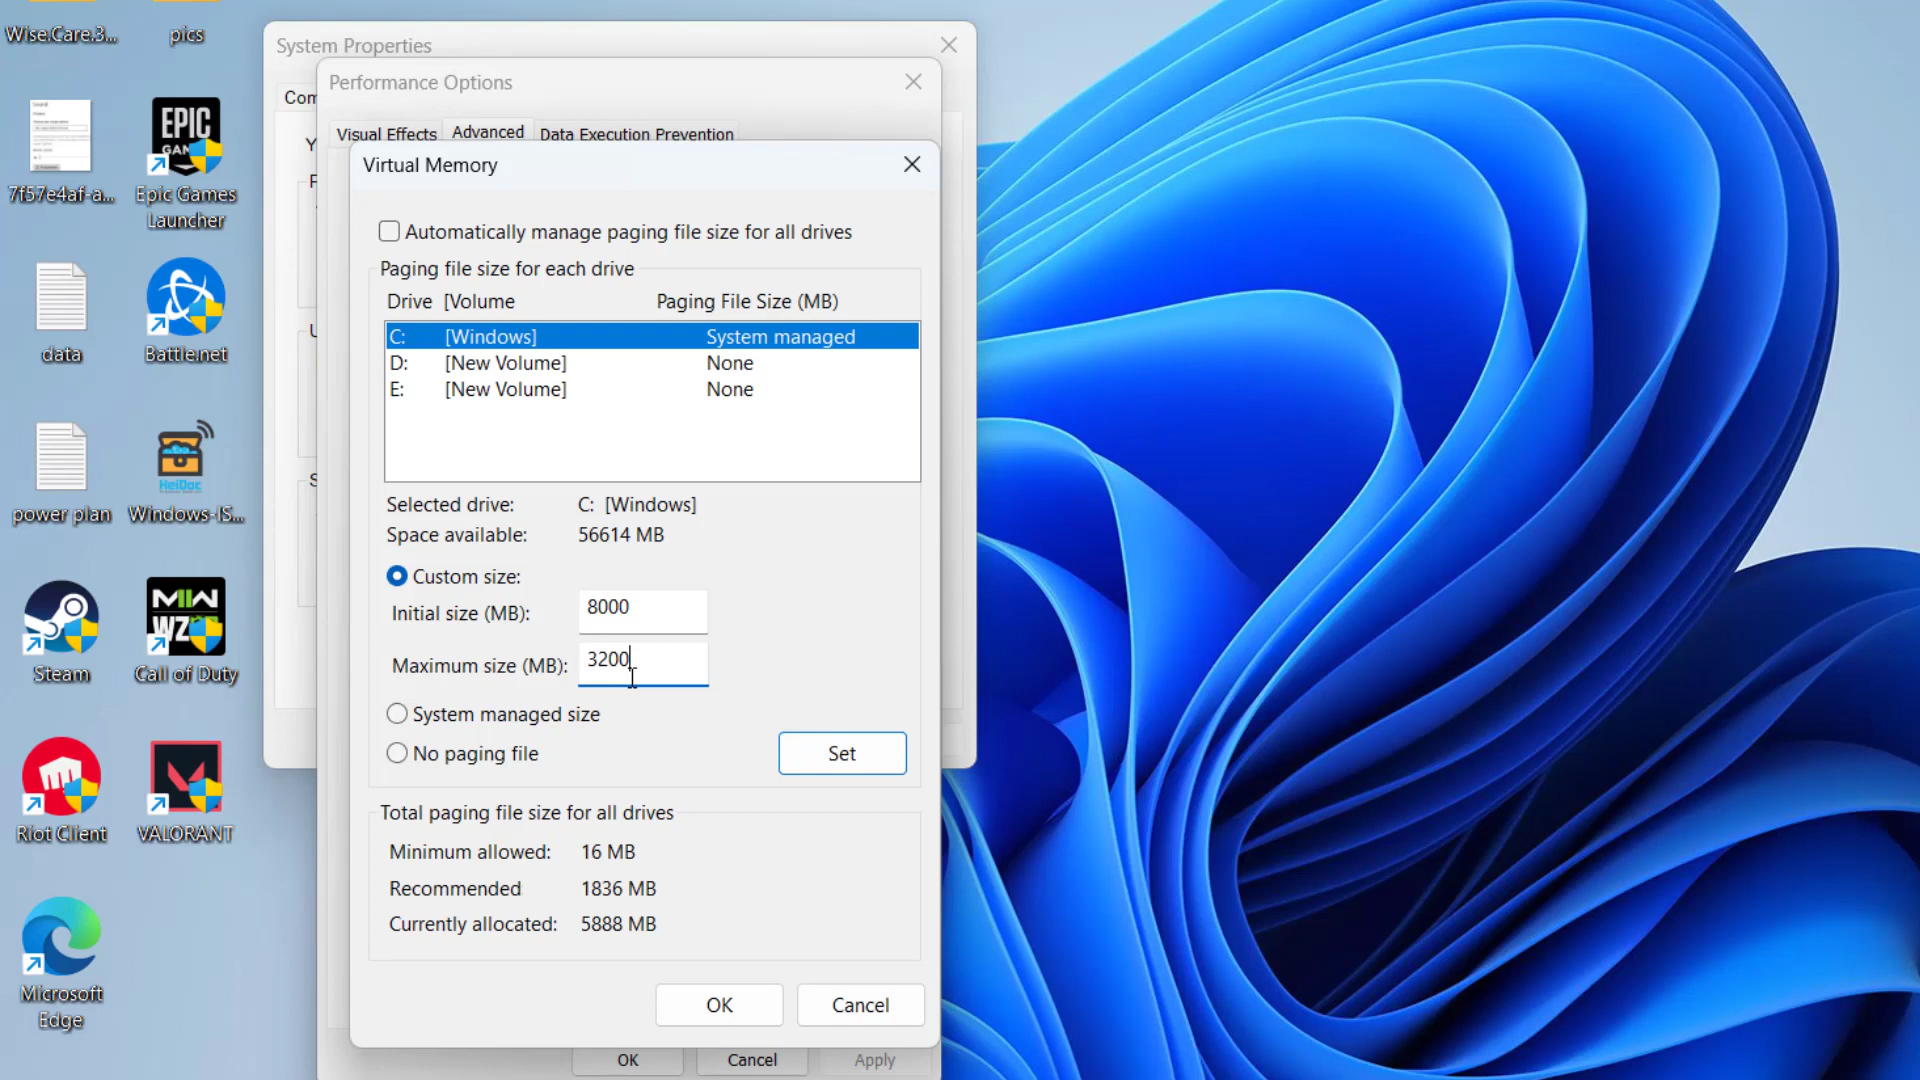 Wise.Care.3...
pics
7f57e4af-a...
EPIC
Epic Games
Launcher
data
Battle.net
HeiDoc
power plan
Windows-IS...
Steam
MW
WZ
Call of Duty
Riot Client
VALORANT
Microsoft
Edge
System Properties
Com
Y
Performance Options
Visual Effects
Advanced
Data Execution Prevention
Virtual Memory
Automatically manage paging file size for all drives
Paging file size for each drive
Drive [Volume
Paging File Size (MB)
C: [Windows] System managed
D: [New Volume] None
E: [New Volume] None
Selected drive: C: [Windows]
Space available: 56614 MB
Custom size:
Initial size (MB): 8000
Maximum size (MB): 3200
System managed size
No paging file
Set
Total paging file size for all drives
Minimum allowed: 16 MB
Recommended 1836 MB
Currently allocated: 5888 MB
OK
Cancel
OK
Cancel
Apply